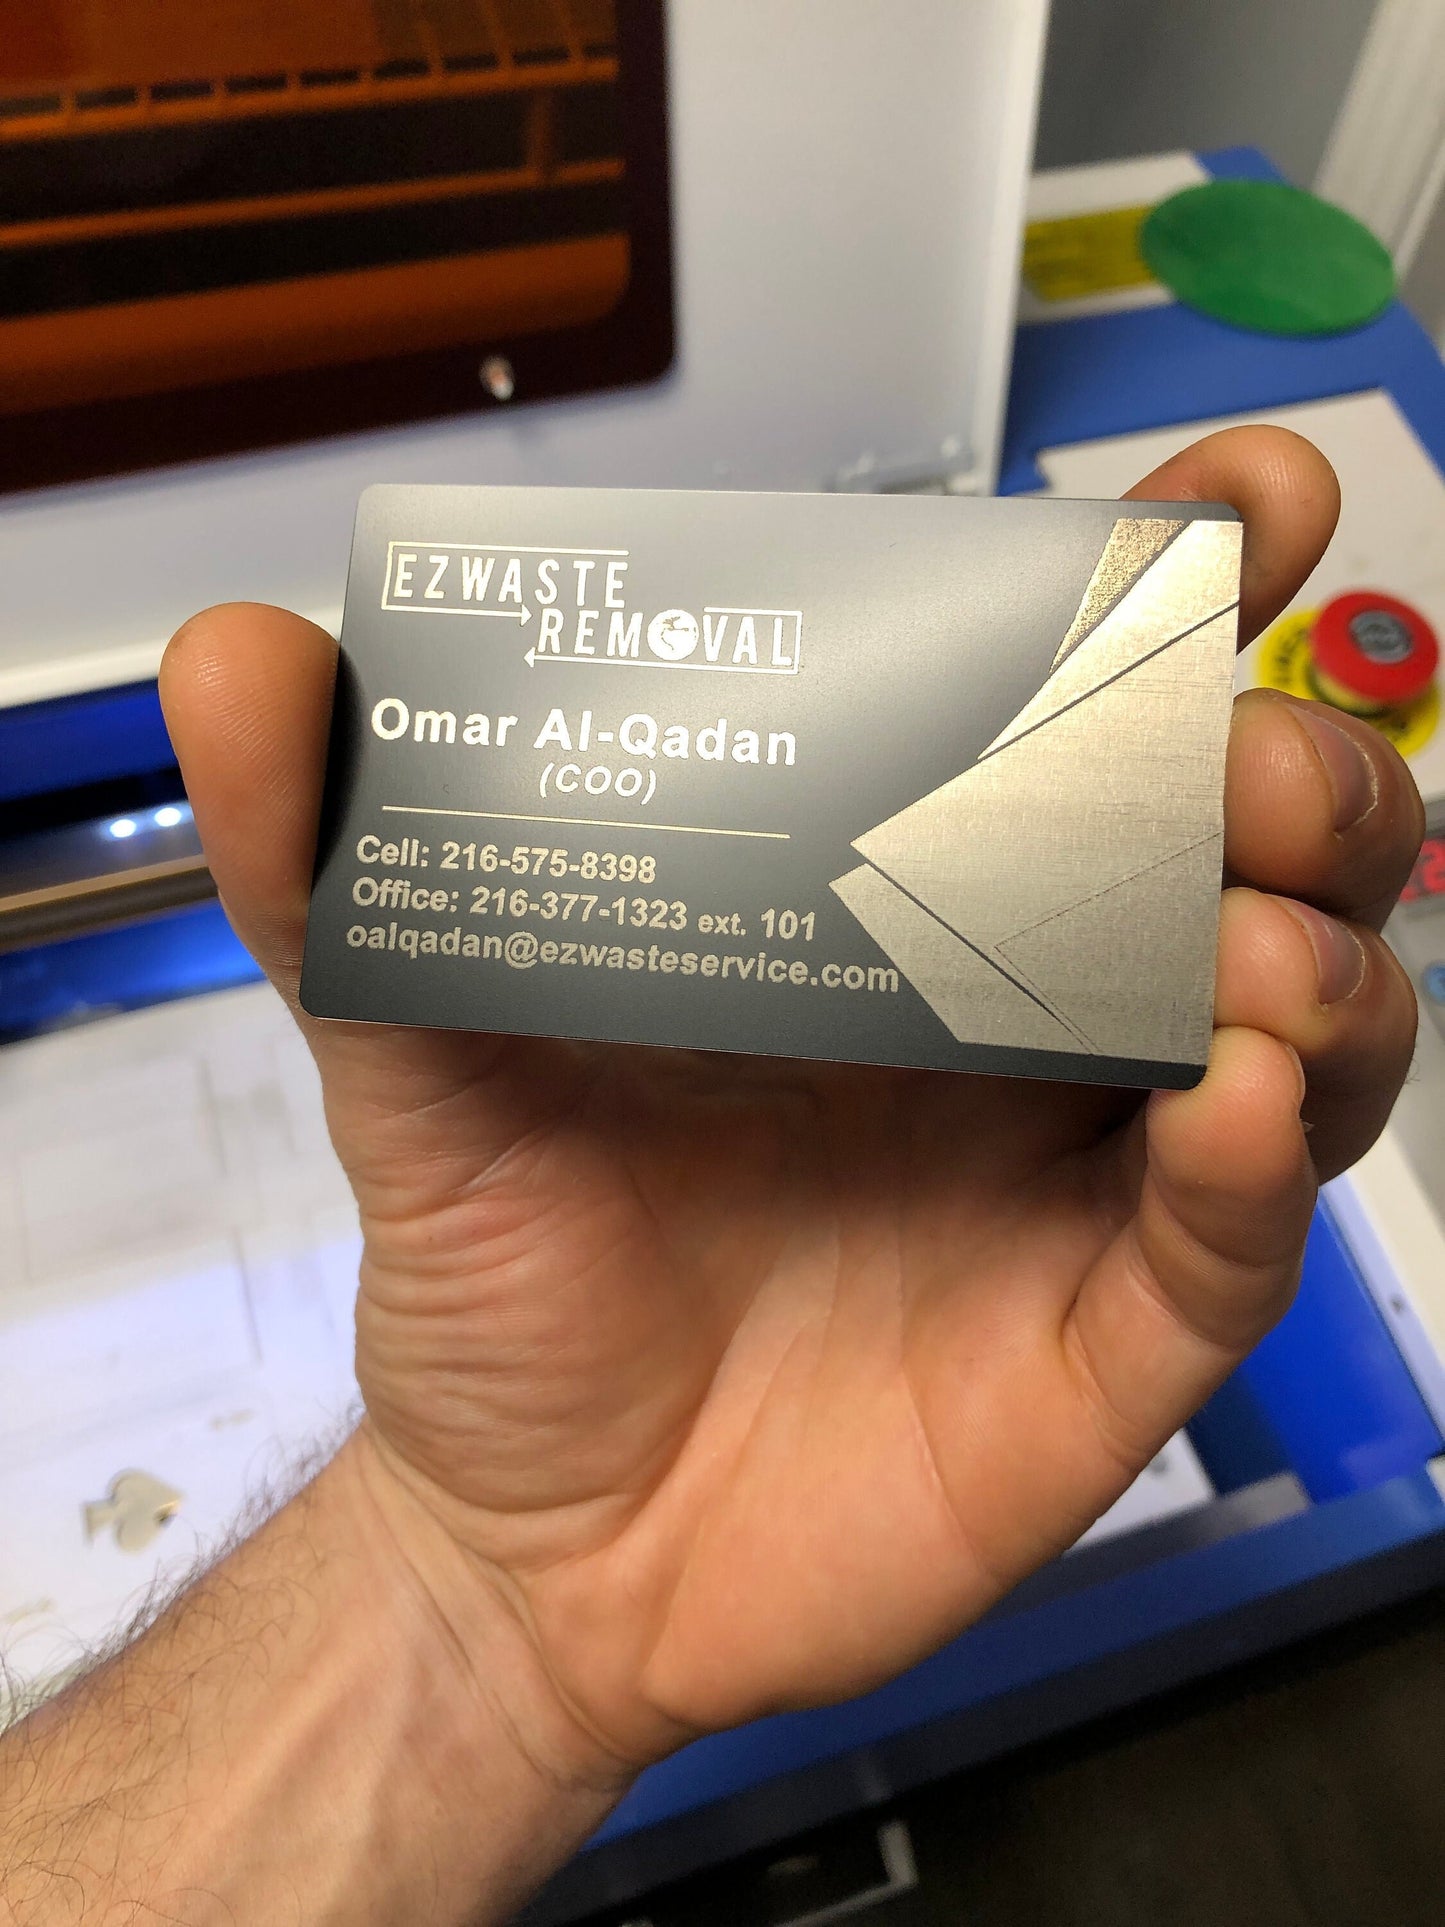 EZWASTE
REMOVAL
Omar Al-Qadan
(COO)
Cell: 216-575-8398
Office: 216-377-1323 ext. 101
oalqadan@ezwasteservice.com